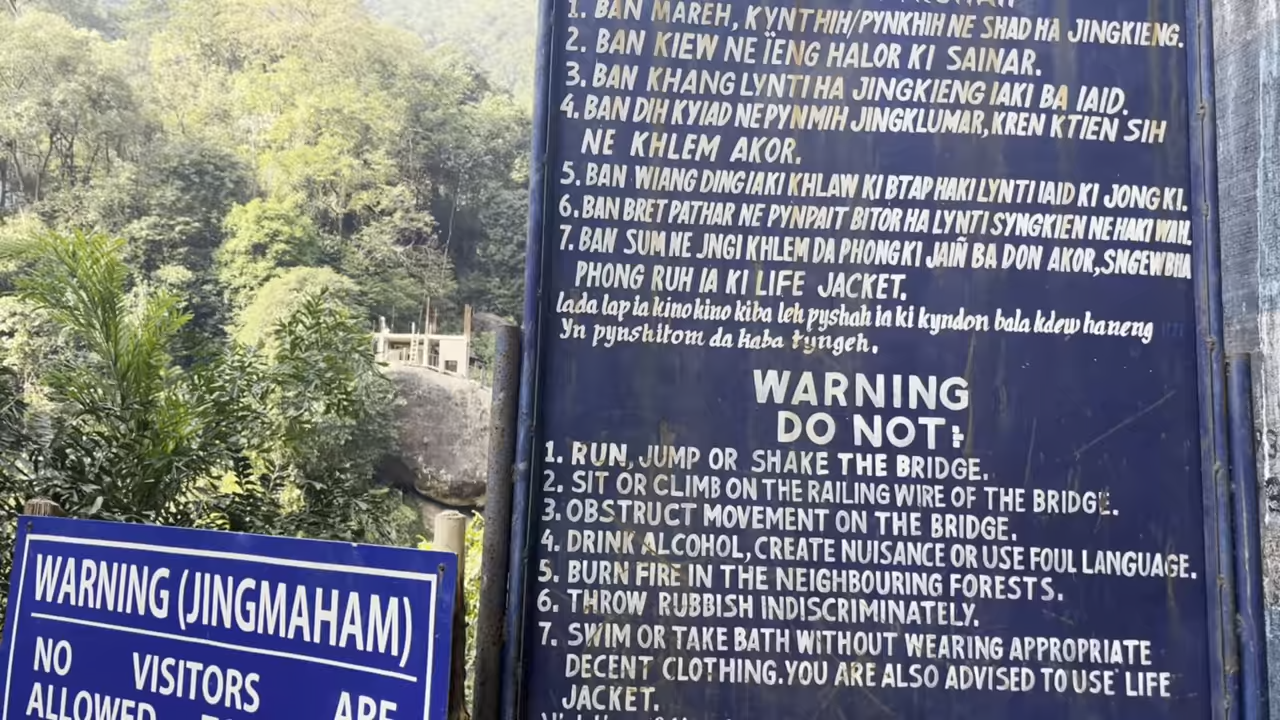 1. BAN MAREH, KYNTHIH/PYNKHIH NE SHAD HA JINGKIENG.
2. BAN KIEW NE ÏENG HALOR KI SAINAR.
3. BAN KHANG LYNTI HA JINGKIENG IAKI BA IAID.
4. BAN DIH KYIAD NE PYNMIH JINGKLUMAR, KREN KTIEN SIH
NE KHLEM AKOR.
5. BAN WIANG DING IAKI KHLAW KI BTAP HAKI LYNTI IAID KI JONG KI.
6. BAN BRET PATHAR NE PYNPAIT BITOR HA LYNTI SYNGKIEN NE HAKI WAH.
7. BAN SUM NE JNGI KHLEM DA PHONG KI JAIÑ BA DON AKOR, SNGEWBHA
PHONG RUH IA KI LIFE JACKET.
lada lap ia kino kino kiba leh pyshah ia ki kyndon bala kdew haneng
Yn pynshitom da kaba tyngeh.
WARNING
DO NOT:
1. RUN, JUMP OR SHAKE THE BRIDGE.
2. SIT OR CLIMB ON THE RAILING WIRE OF THE BRIDGE.
3. OBSTRUCT MOVEMENT ON THE BRIDGE.
4. DRINK ALCOHOL, CREATE NUISANCE OR USE FOUL LANGUAGE.
5. BURN FIRE IN THE NEIGHBOURING FORESTS.
6. THROW RUBBISH INDISCRIMINATELY.
7. SWIM OR TAKE BATH WITHOUT WEARING APPROPRIATE
DECENT CLOTHING. YOU ARE ALSO ADVISED TO USE LIFE
JACKET.
WARNING (JINGMAHAM)
NO VISITORS ARE
ALLOWED